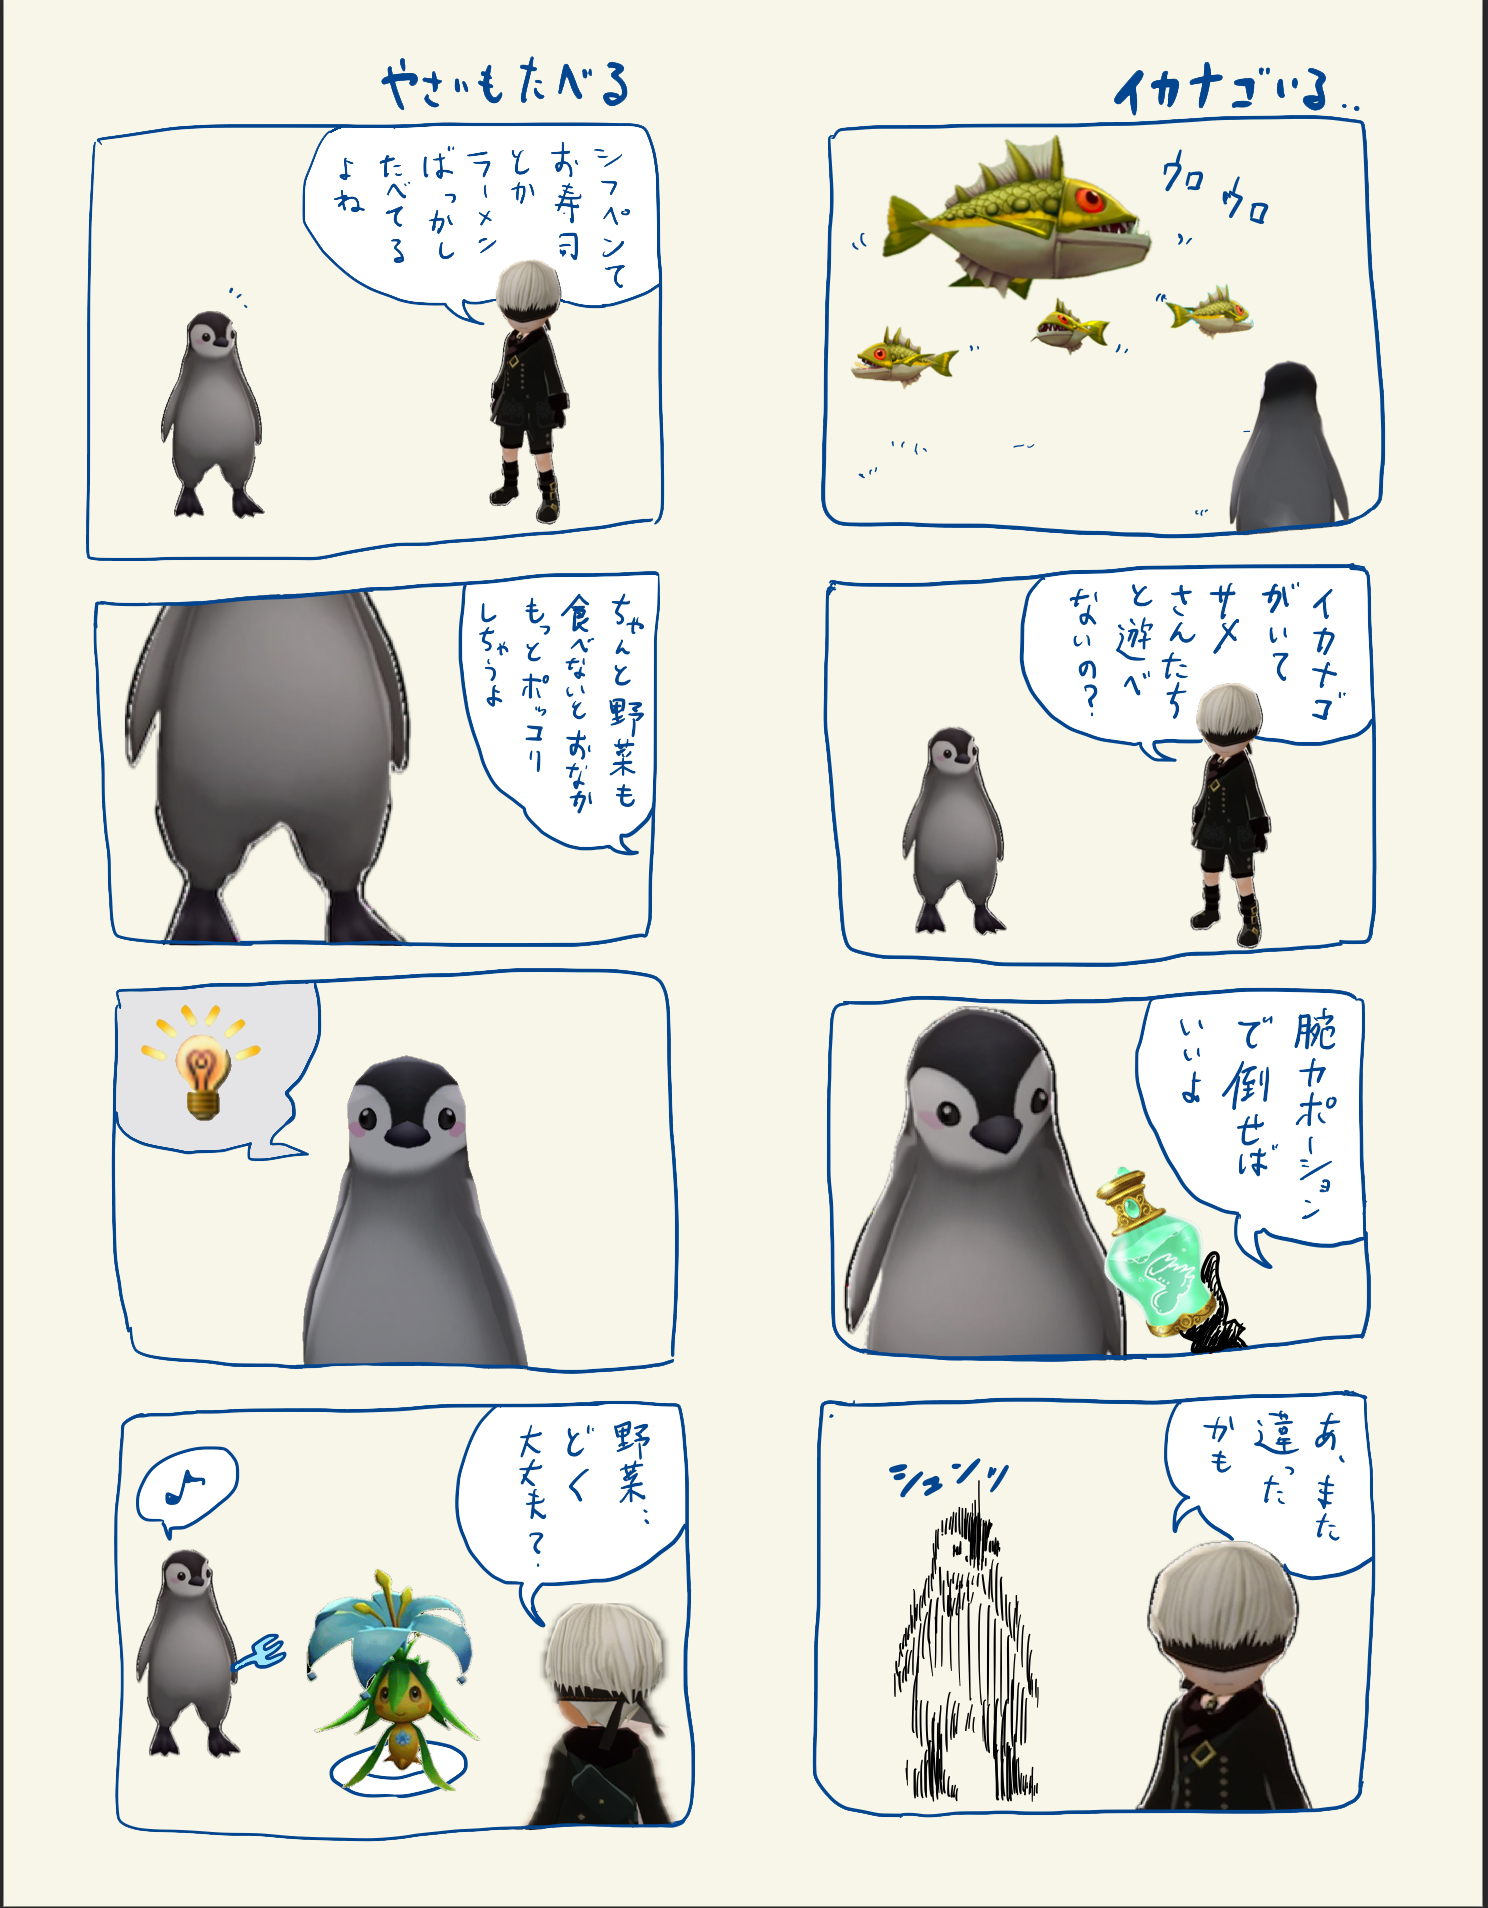 イカナゴいる..
ウロ
ウロ
イカナゴ
がいて
サメ
さんたち
と遊べ
ないの?
腕力ポーション
で倒せば
いいよ
あ、また
違った
かも
シュンッ
やさいもたべる
シフペンて
お寿司
とか
ラーメン
ばっかし
たべてる
よね
ちゃんと野菜も
食べないとおなか
もっとポッコリ
しちゃうよ
野菜…
どく
大丈夫?